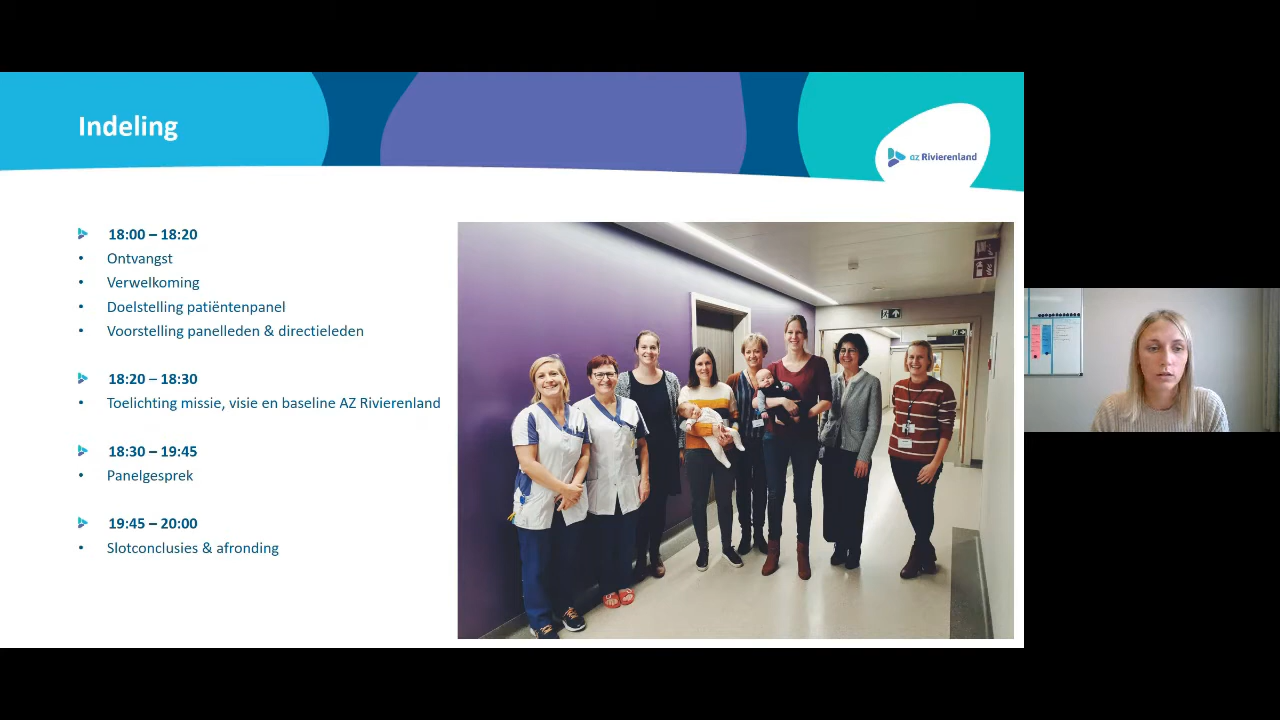 Indeling
az Rivierenland
18:00 – 18:20
Ontvangst
Verwelkoming
Doelstelling patiëntenpanel
Voorstelling panelleden & directieleden
18:20 – 18:30
Toelichting missie, visie en baseline AZ Rivierenland
18:30 – 19:45
Panelgesprek
19:45 – 20:00
Slotconclusies & afronding